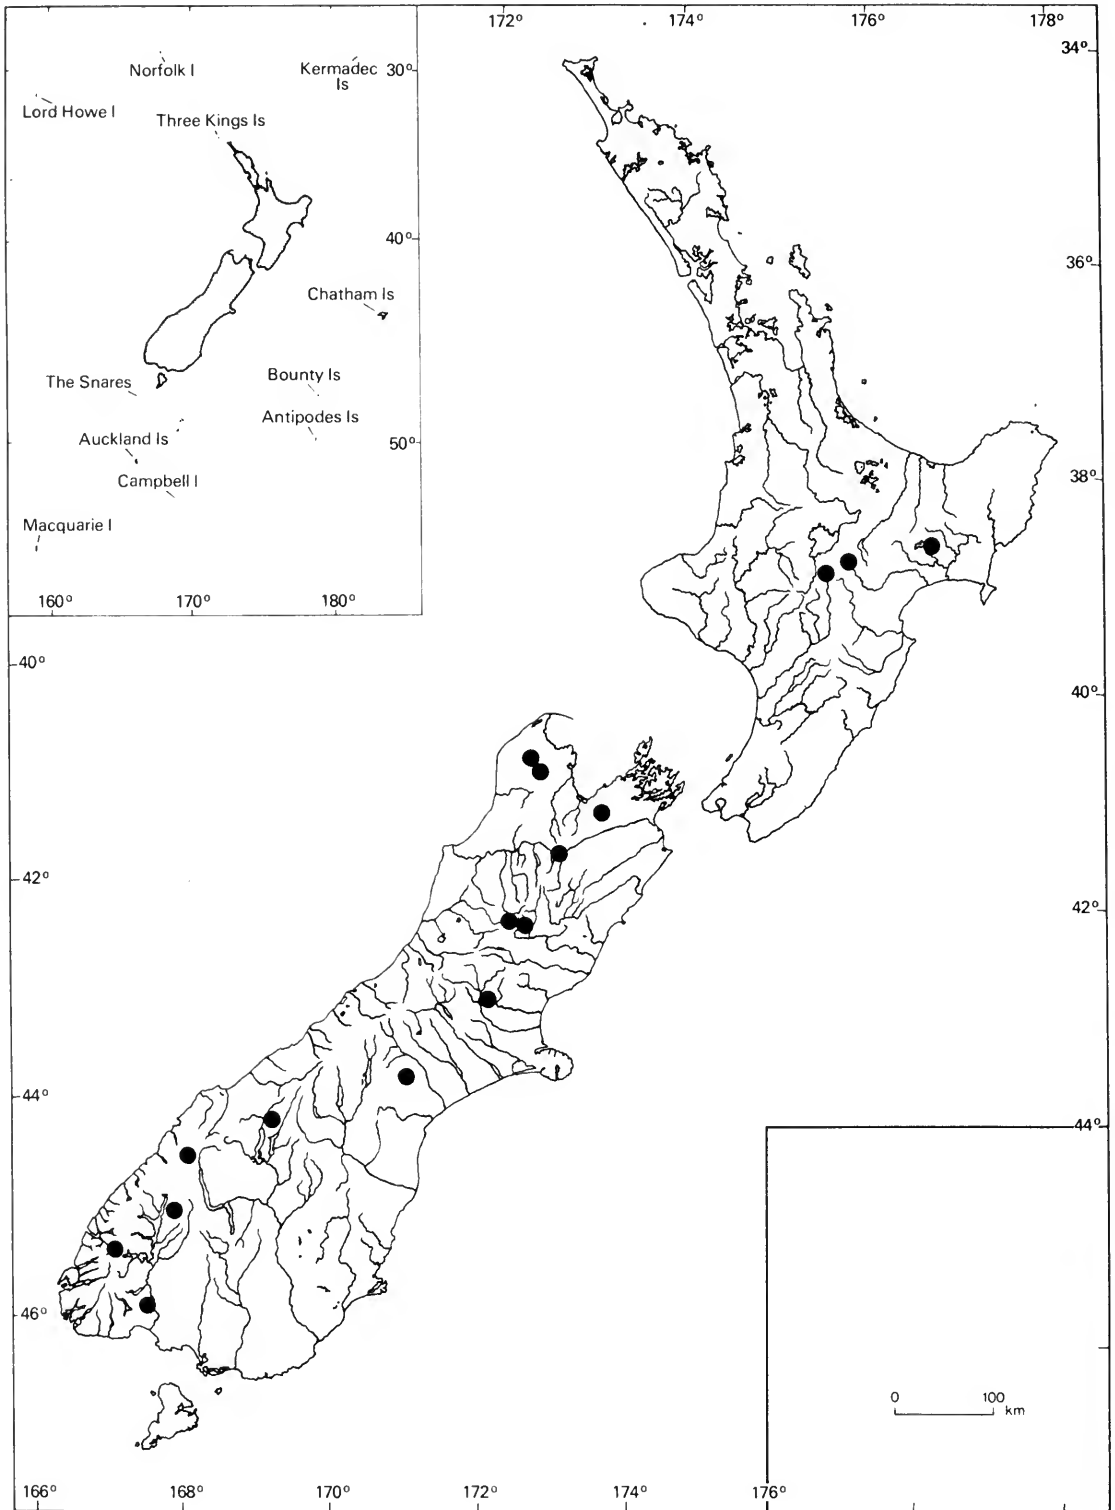 172° 174° 176° 178°
34°
Norfolk I
Kermadec
Is
30°
Lord Howe I
Three Kings Is
40°
36°
Chatham Is
The Snares
Bounty Is
Antipodes Is
Auckland Is
50°
Campbell I
38°
Macquarie I
160° 170° 180°
40°
40°
42°
42°
44°
44°
46°
0 100
km
166° 168° 170° 172° 174° 176°